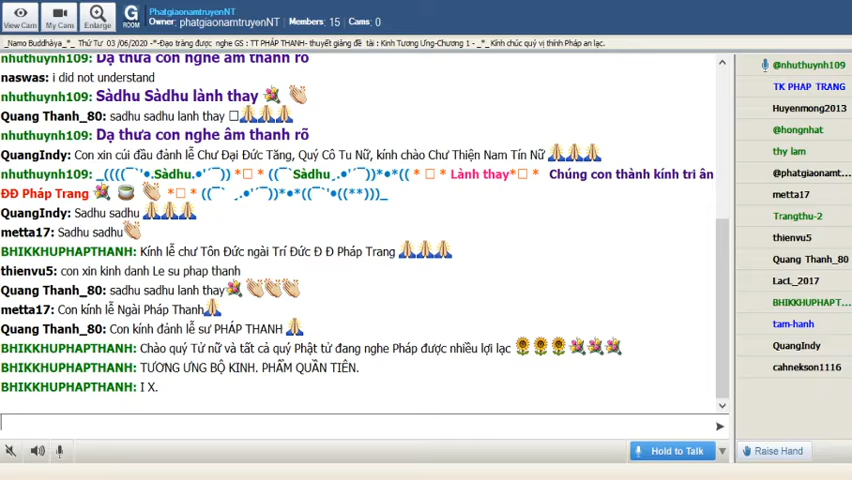 View Cam
My Cam
Enlarge
G
ROOM
PhatgiaonamtruyenNT
Owner: phatgiaonamtruyenNT Members: 15 Cams: 0
_Namo Buddhàya_*_ Thứ Tư 03 /06/2020 -*-Đạo tràng được nghe GS : TT PHÁP THANH- thuyết giảng đề tài : Kinh Tương Ưng-Chương 1 - _*_ Kính chúc quý vị thính Pháp an lạc.
nhuthuynh109: Dạ thưa con nghe âm thanh rõ
naswas: i did not understand
nhuthuynh109: Sàdhu Sàdhu lành thay
Quang Thanh_80: sadhu sadhu lành thay
nhuthuynh109: Dạ thưa con nghe âm thanh rõ
QuangIndy: Con xin cúi đầu đảnh lễ Chư Đại Đức Tăng, Quý Cô Tu Nữ, kính chào Chư Thiện Nam Tín Nữ
nhuthuynh109: _((((¯`'•.Sàdhu.•'´¯)) *□ * ((¯`Sàdhu¸.•'´¯))*•*(( * □ * Lành thay*□ * Chúng con thành kính tri ân
ĐĐ Pháp Trang *□ * ((¯` ¸.•'´¯))*•*((¯`'•((**)))_
QuangIndy: Sadhu sadhu
metta17: Sadhu sadhu
BHIKKHUPHAPTHANH: Kính lễ chư Tôn Đức ngài Trí Đức Đ Đ Pháp Trang
thienvu5: con xin kinh danh Le su phap thanh
Quang Thanh_80: sadhu sadhu lành thay
metta17: Con kính lễ Ngài Pháp Thanh
Quang Thanh_80: Con kính đảnh lễ sư PHÁP THANH
BHIKKHUPHAPTHANH: Chào quý Tử nữ và tất cả quý Phật tử đang nghe Pháp được nhiều lợi lạc
BHIKKHUPHAPTHANH: TƯƠNG ƯNG BỘ KINH. PHẨM QUẦN TIÊN.
BHIKKHUPHAPTHANH: I X.
Hold to Talk
@nhuthuynh109
TK PHAP TRANG
Huyenmong2013
@hongnhat
thy lam
@phatgiaonamt...
metta17
Trangthu-2
thienvu5
Quang Thanh_80
LacL_2017
BHIKKHUPHAPT...
tam-hanh
QuangIndy
cahnekson1116
Raise Hand